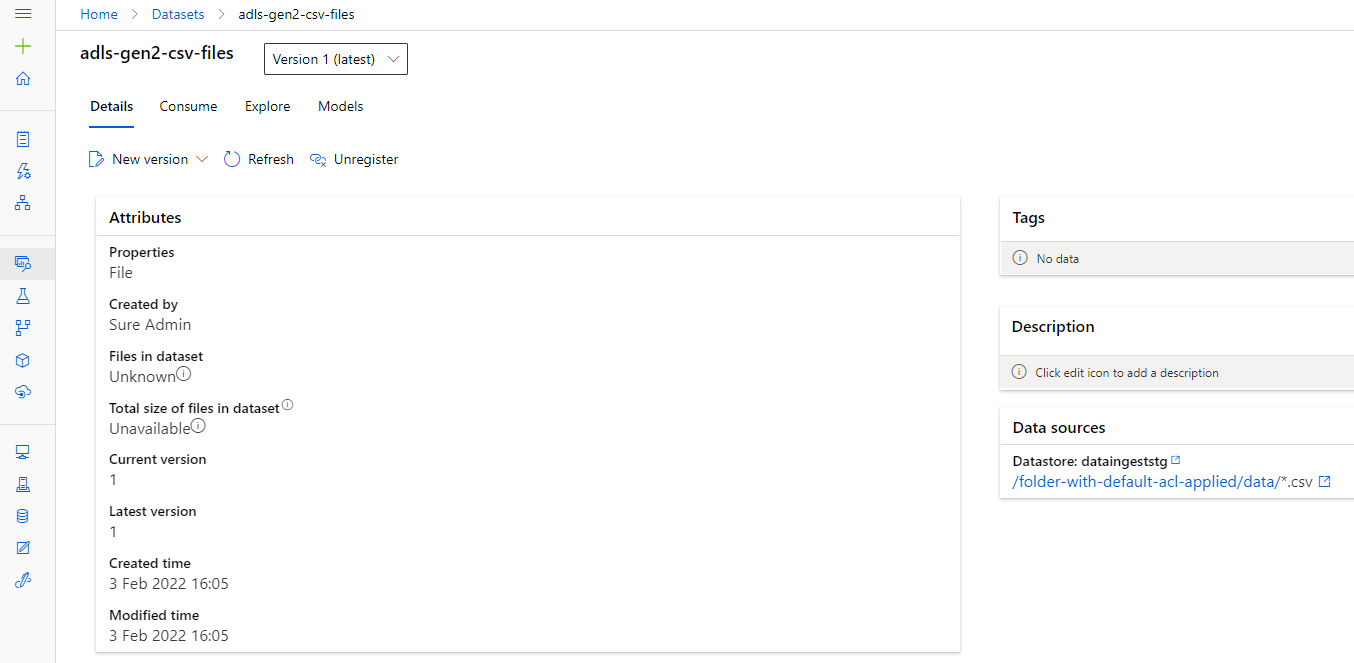 Home > Datasets > adls-gen2-csv-files
adls-gen2-csv-files
Version 1 (latest)
Details Consume Explore Models
New version Refresh Unregister
Attributes
Properties
File
Created by
Sure Admin
Files in dataset
Unknown
Total size of files in dataset
Unavailable
Current version
1
Latest version
1
Created time
3 Feb 2022 16:05
Modified time
3 Feb 2022 16:05
Tags
No data
Description
Click edit icon to add a description
Data sources
Datastore: dataingeststg
/folder-with-default-acl-applied/data/*.csv